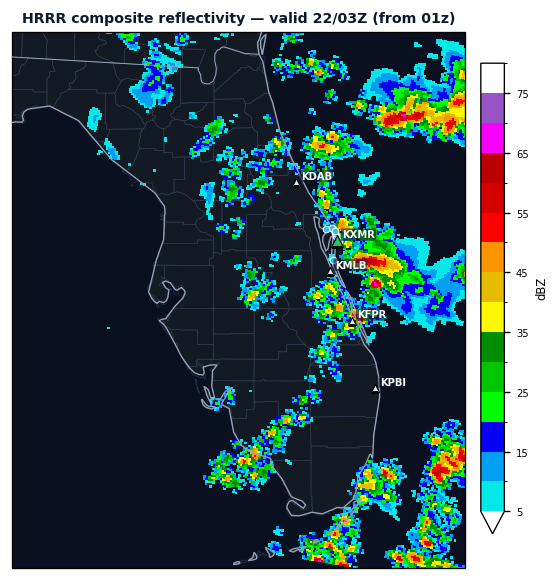 HRRR composite reflectivity — valid 22/03Z (from 01z)
KDAB
KXMR
KMLB
KFPR
KPBI
75
65
55
45
35
25
15
5
dBZ